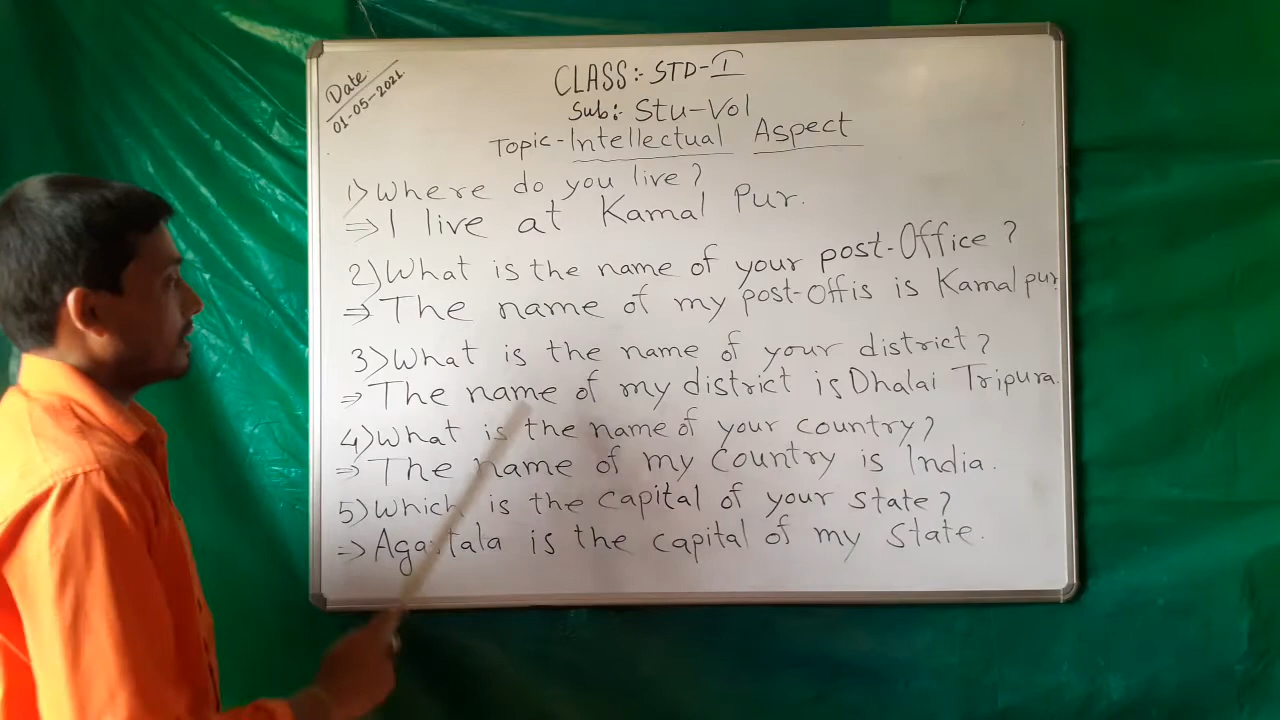 Date
01-05-2021
CLASS:- STD-I
Sub:- Stu-Vol
Topic-Intellectual Aspect
1) Where do you live?
⇒ I live at Kamal Pur.
2) What is the name of your post-Office?
⇒ The name of my post-offis is Kamal pur.
3) What is the name of your district?
⇒ The name of my district is Dhalai Tripura.
4) What is the name of your country?
⇒ The name of my country is India.
5) Which is the capital of your state?
⇒ Agartala is the capital of my state.